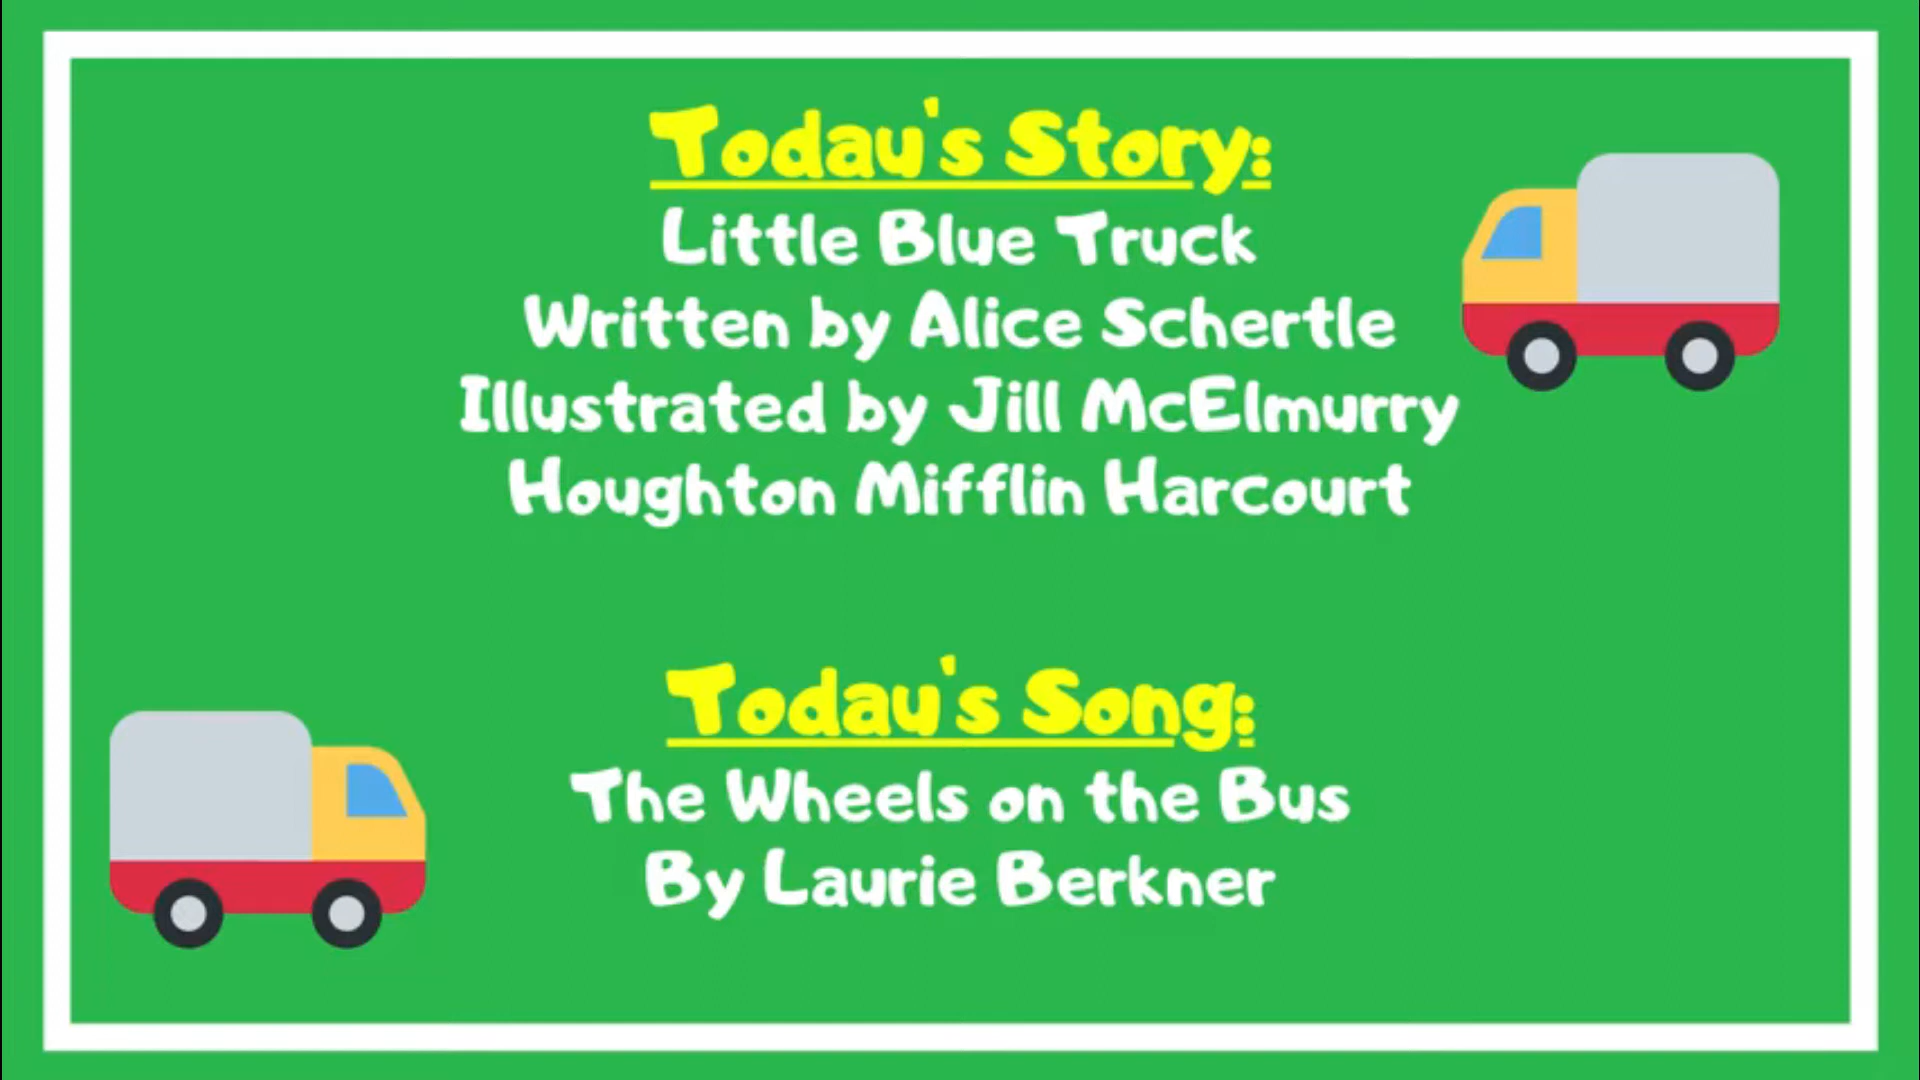 Today's Story:
Little Blue Truck
Written by Alice Schertle
Illustrated by Jill McElmurry
Houghton Mifflin Harcourt
Today's Song:
The Wheels on the Bus
By Laurie Berkner